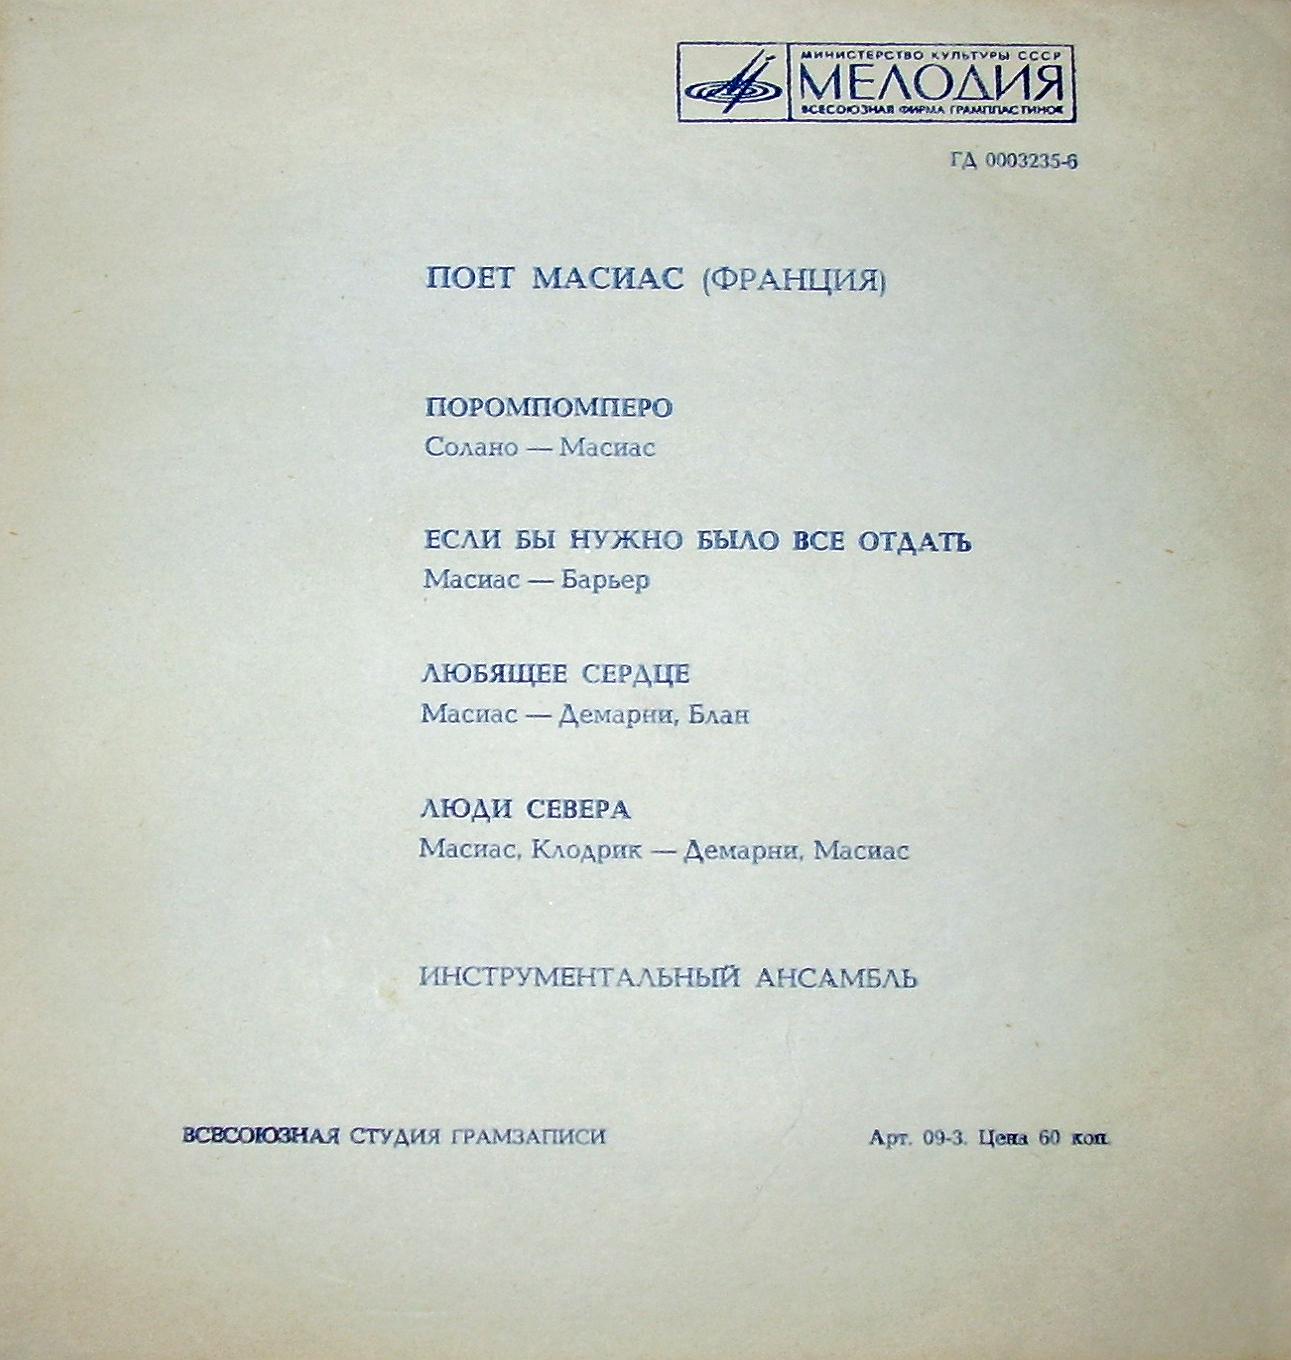 МИНИСТЕРСТВО КУЛЬТУРЫ СССР
МЕЛОДИЯ
ВСЕСОЮЗНАЯ ФИРМА ГРАМПЛАСТИНОК
ГД 0003235-6
ПОЕТ МАСИАС (ФРАНЦИЯ)
ПОРОМПОМПЕРО
Солано — Масиас
ЕСЛИ БЫ НУЖНО БЫЛО ВСЕ ОТДАТЬ
Масиас — Барьер
ЛЮБЯЩЕЕ СЕРДЦЕ
Масиас — Демарни, Блан
ЛЮДИ СЕВЕРА
Масиас, Клодрик — Демарни, Масиас
ИНСТРУМЕНТАЛЬНЫЙ АНСАМБЛЬ
ВСЕСОЮЗНАЯ СТУДИЯ ГРАМЗАПИСИ
Арт. 09-3. Цена 60 коп.